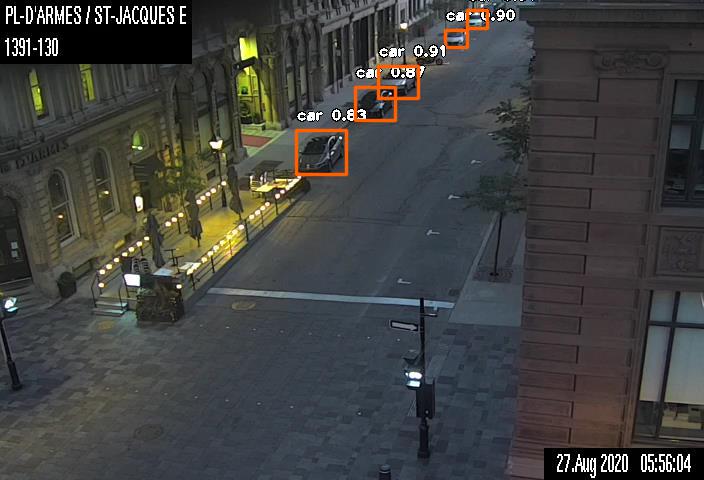 PL-D'ARMES / ST-JACQUES E
1391-130
car 0.90
car 0.91
car 0.87
car 0.83
27.Aug 2020 05:56:04